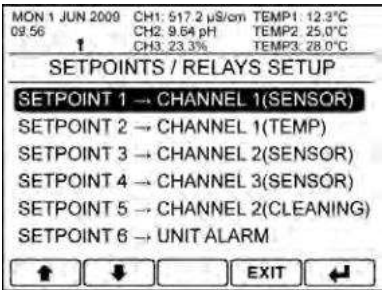 MON 1 JUN 2009 CH1: 517.2 µS/cm TEMP1: 12.3°C
09:56 CH2: 9.64 pH TEMP2: 25.0°C
CH3: 23.3% TEMP3: 28.0°C
SETPOINTS / RELAYS SETUP
SETPOINT 1 → CHANNEL 1(SENSOR)
SETPOINT 2 → CHANNEL 1(TEMP)
SETPOINT 3 → CHANNEL 2(SENSOR)
SETPOINT 4 → CHANNEL 3(SENSOR)
SETPOINT 5 → CHANNEL 2(CLEANING)
SETPOINT 6 → UNIT ALARM
EXIT